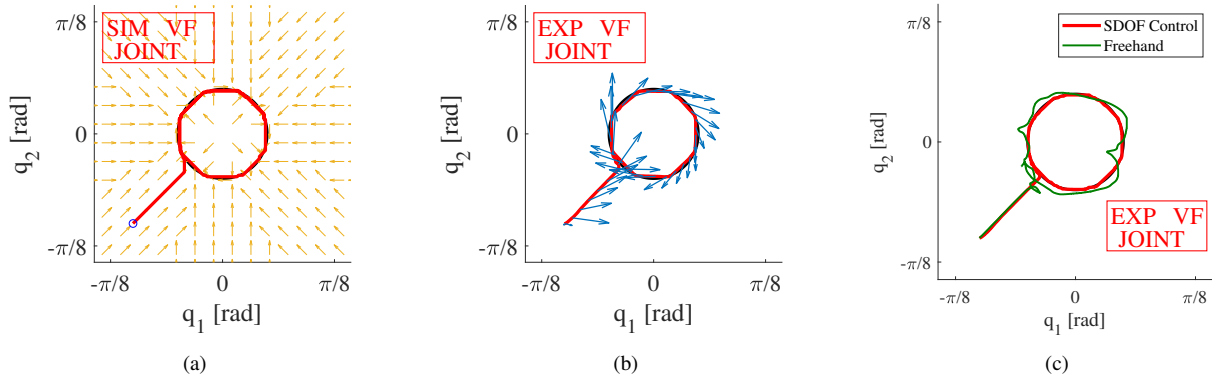 π/8
SIM VF
JOINT
q2 [rad]
0
-π/8
-π/8
0
π/8
q1 [rad]
(a)
π/8
EXP VF
JOINT
q2 [rad]
0
-π/8
-π/8
0
π/8
q1 [rad]
(b)
π/8
SDOF Control
Freehand
q2 [rad]
0
EXP VF
JOINT
-π/8
-π/8
0
π/8
q1 [rad]
(c)